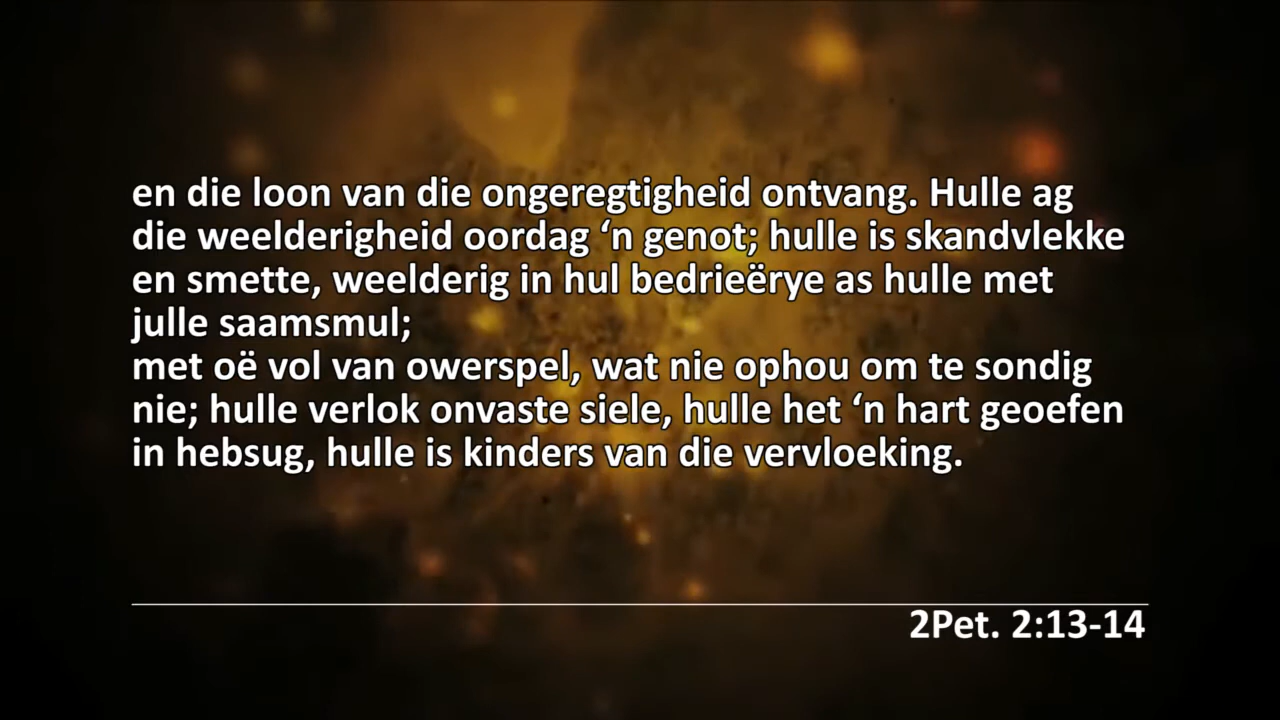 en die loon van die ongeregtigheid ontvang. Hulle ag
die weelderigheid oordag ‘n genot; hulle is skandvlekke
en smette, weelderig in hul bedrieërye as hulle met
julle saamsmul;
met oë vol van owerspel, wat nie ophou om te sondig
nie; hulle verlok onvaste siele, hulle het ‘n hart geoefen
in hebsug, hulle is kinders van die vervloeking.
2Pet. 2:13-14